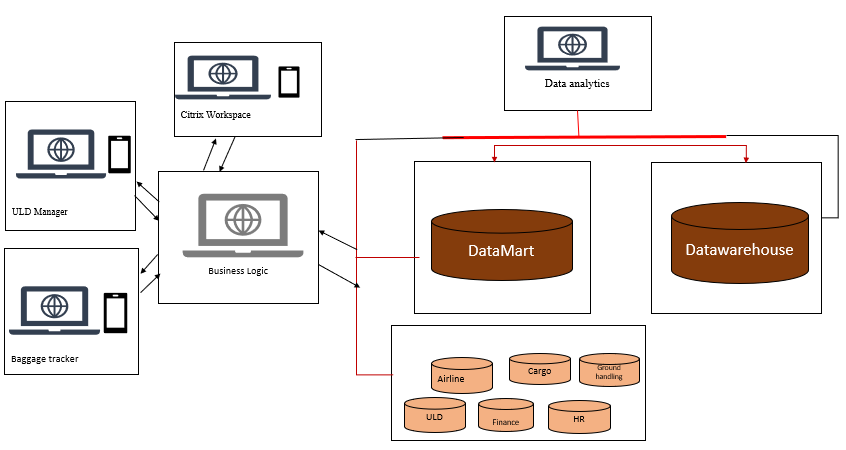 Data analytics
Citrix Workspace
ULD Manager
Business Logic
DataMart
Datawarehouse
Baggage tracker
Airline
Cargo
Ground
handling
ULD
Finance
HR